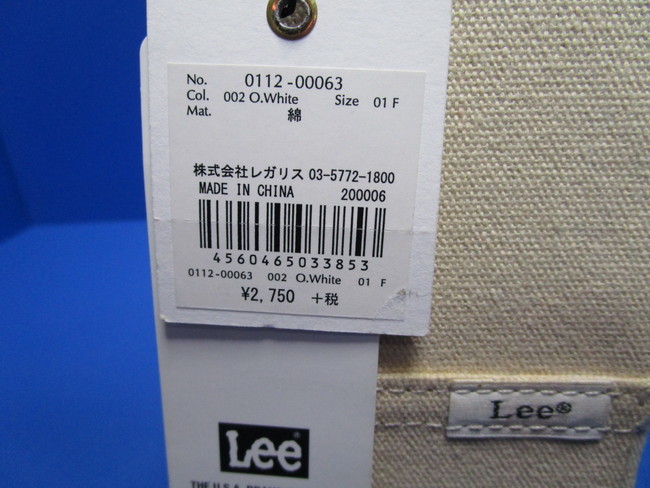 No. 0112-00063
Col. 002 O.White Size 01 F
Mat. 綿
株式会社レガリス 03-5772-1800
MADE IN CHINA 200006
4560465033853
0112-00063 002 O.White 01 F
¥2,750 +税
Lee®
Lee®
THE U.S.A.